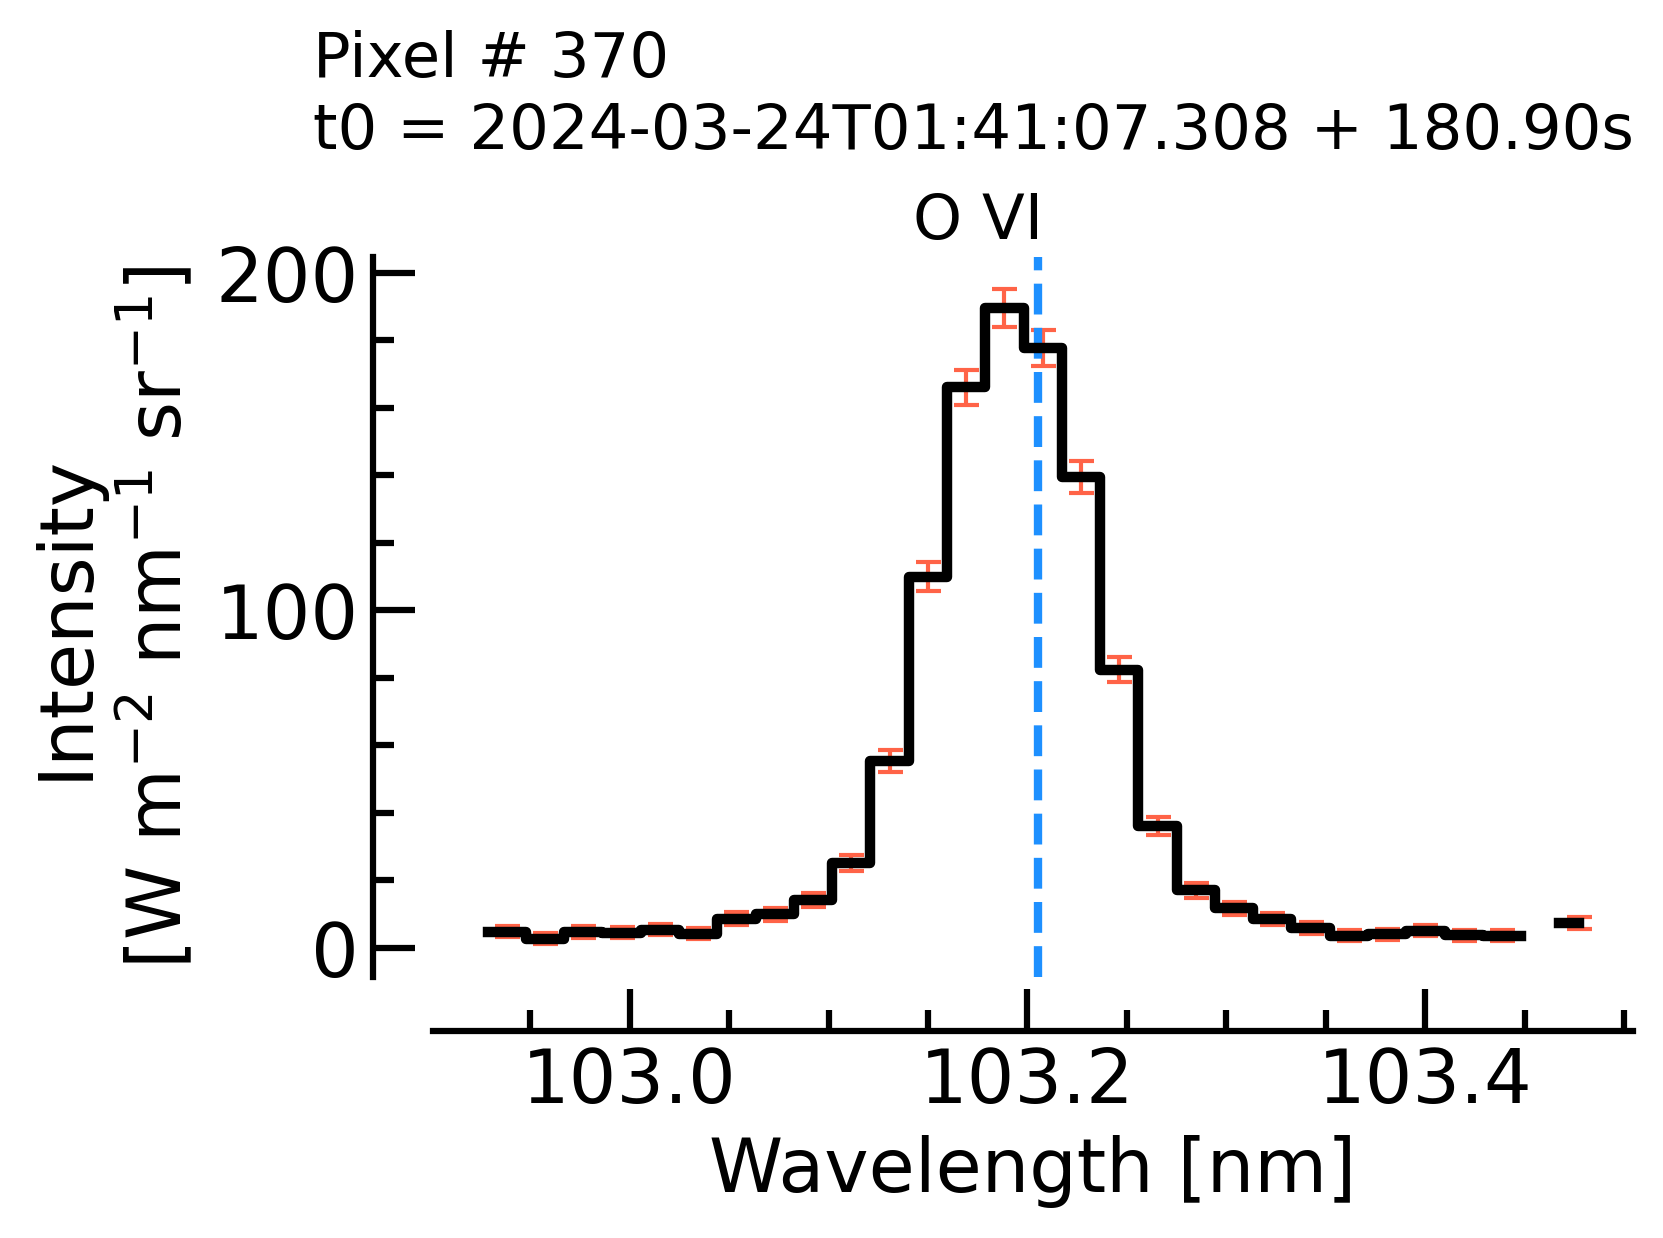 Pixel # 370
t0 = 2024-03-24T01:41:07.308 + 180.90s
O VI
Intensity
[W m⁻² nm⁻¹ sr⁻¹]
200
100
0
103.0 103.2 103.4
Wavelength [nm]